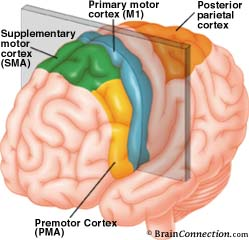 Primary motor
cortex (M1)
Posterior
parietal
cortex
Supplementary
motor
cortex
(SMA)
Premotor Cortex
(PMA)
© BrainConnection.com